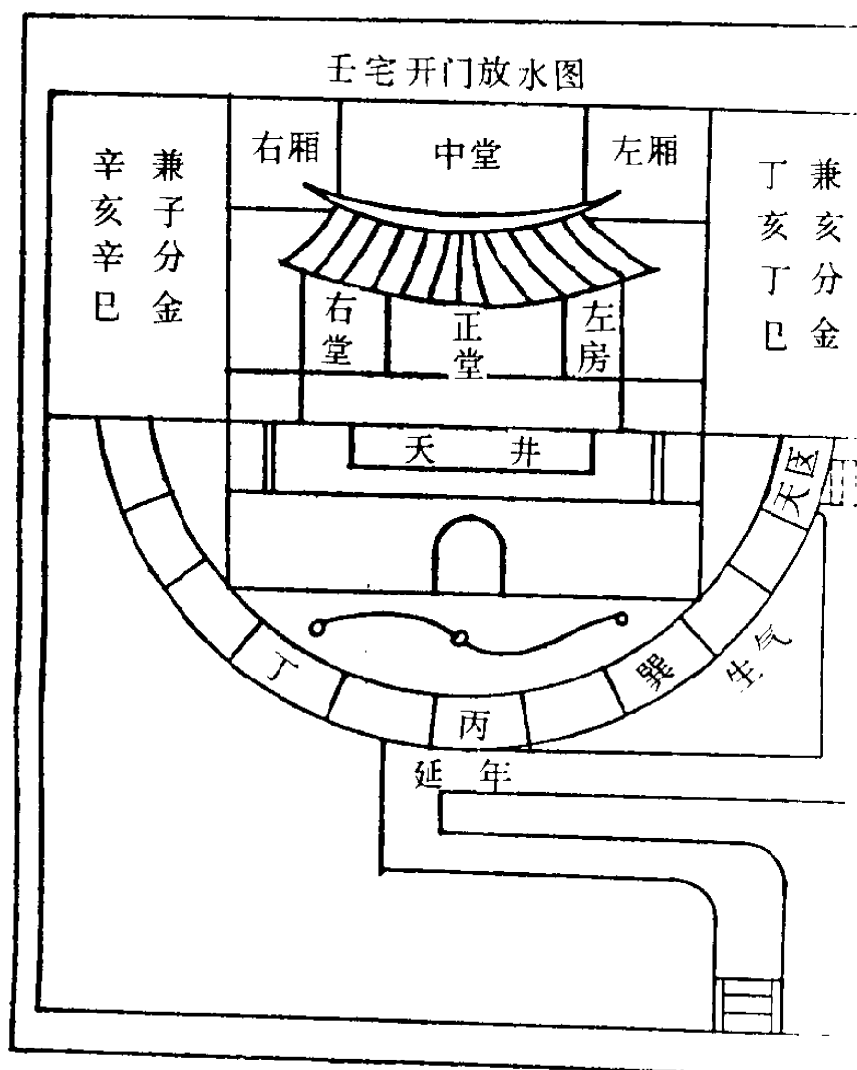 壬宅开门放水图
右厢
中堂
左厢
兼子分金
辛亥辛巳
兼亥分金
丁亥丁巳
右堂
正堂
左房
天井
天医
生气
巽
丙
丁
延年